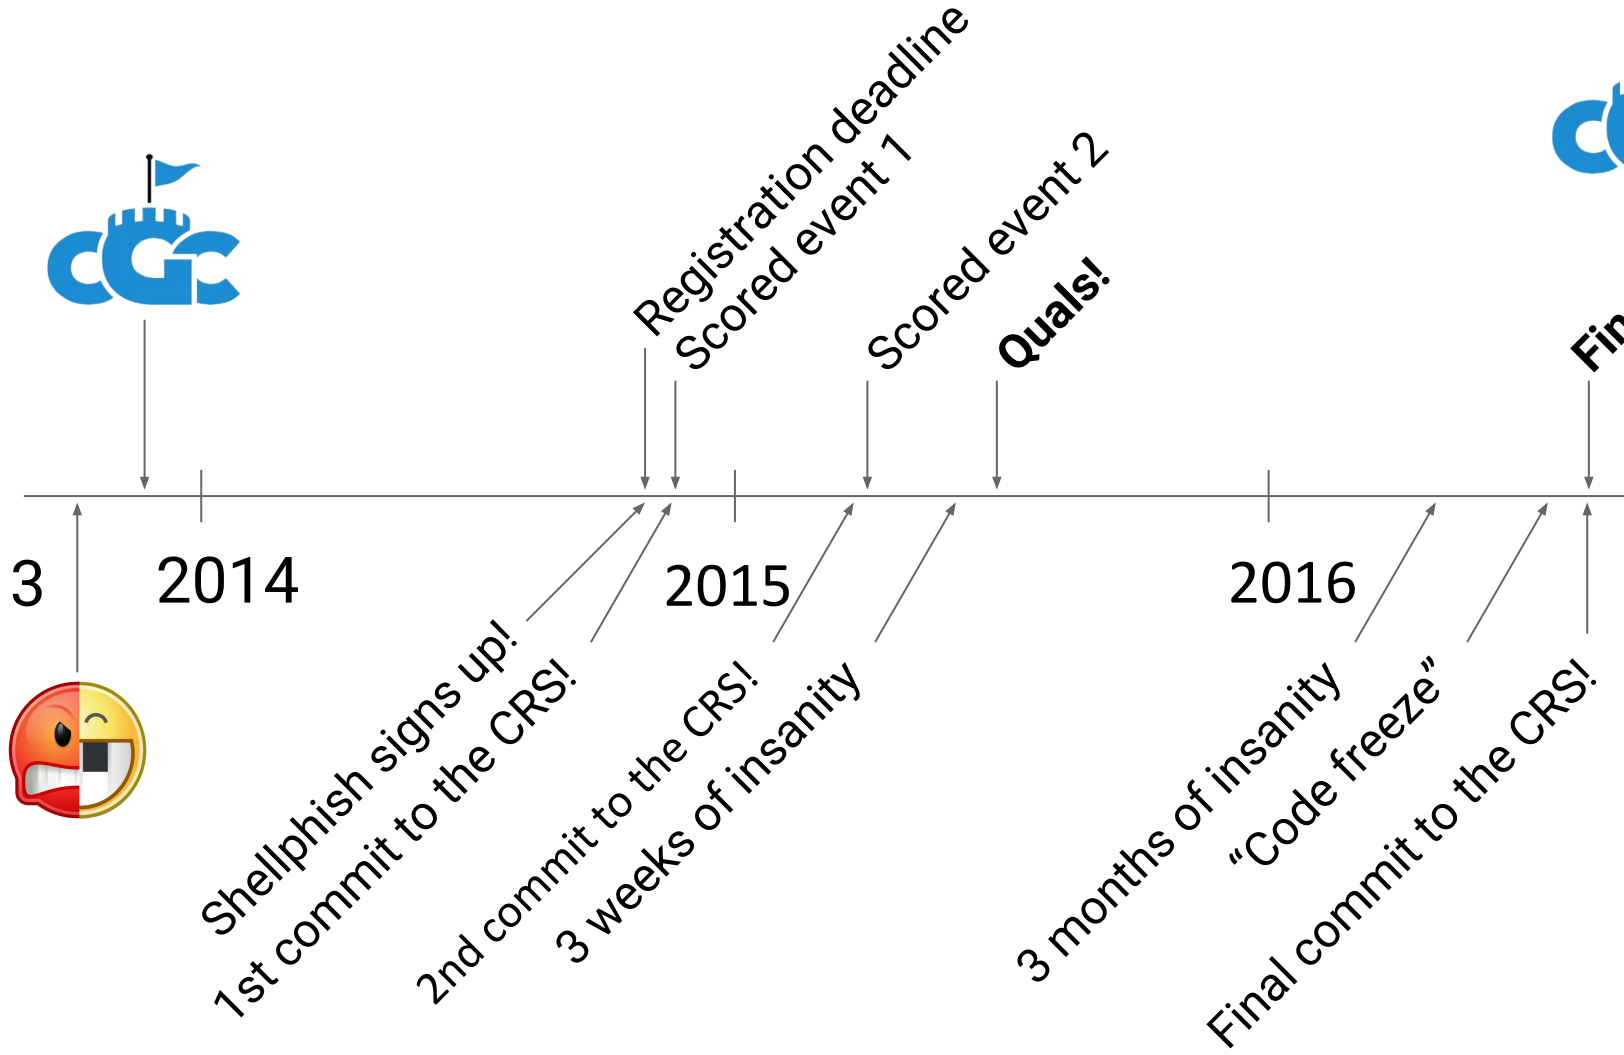 CGC
Registration deadline
Scored event 1
Scored event 2
Quals!
3
2014
2015
2016
Shellphish signs up!
1st commit to the CRS!
2nd commit to the CRS!
3 weeks of insanity
3 months of insanity
“Code freeze”
Final commit to the CRS!